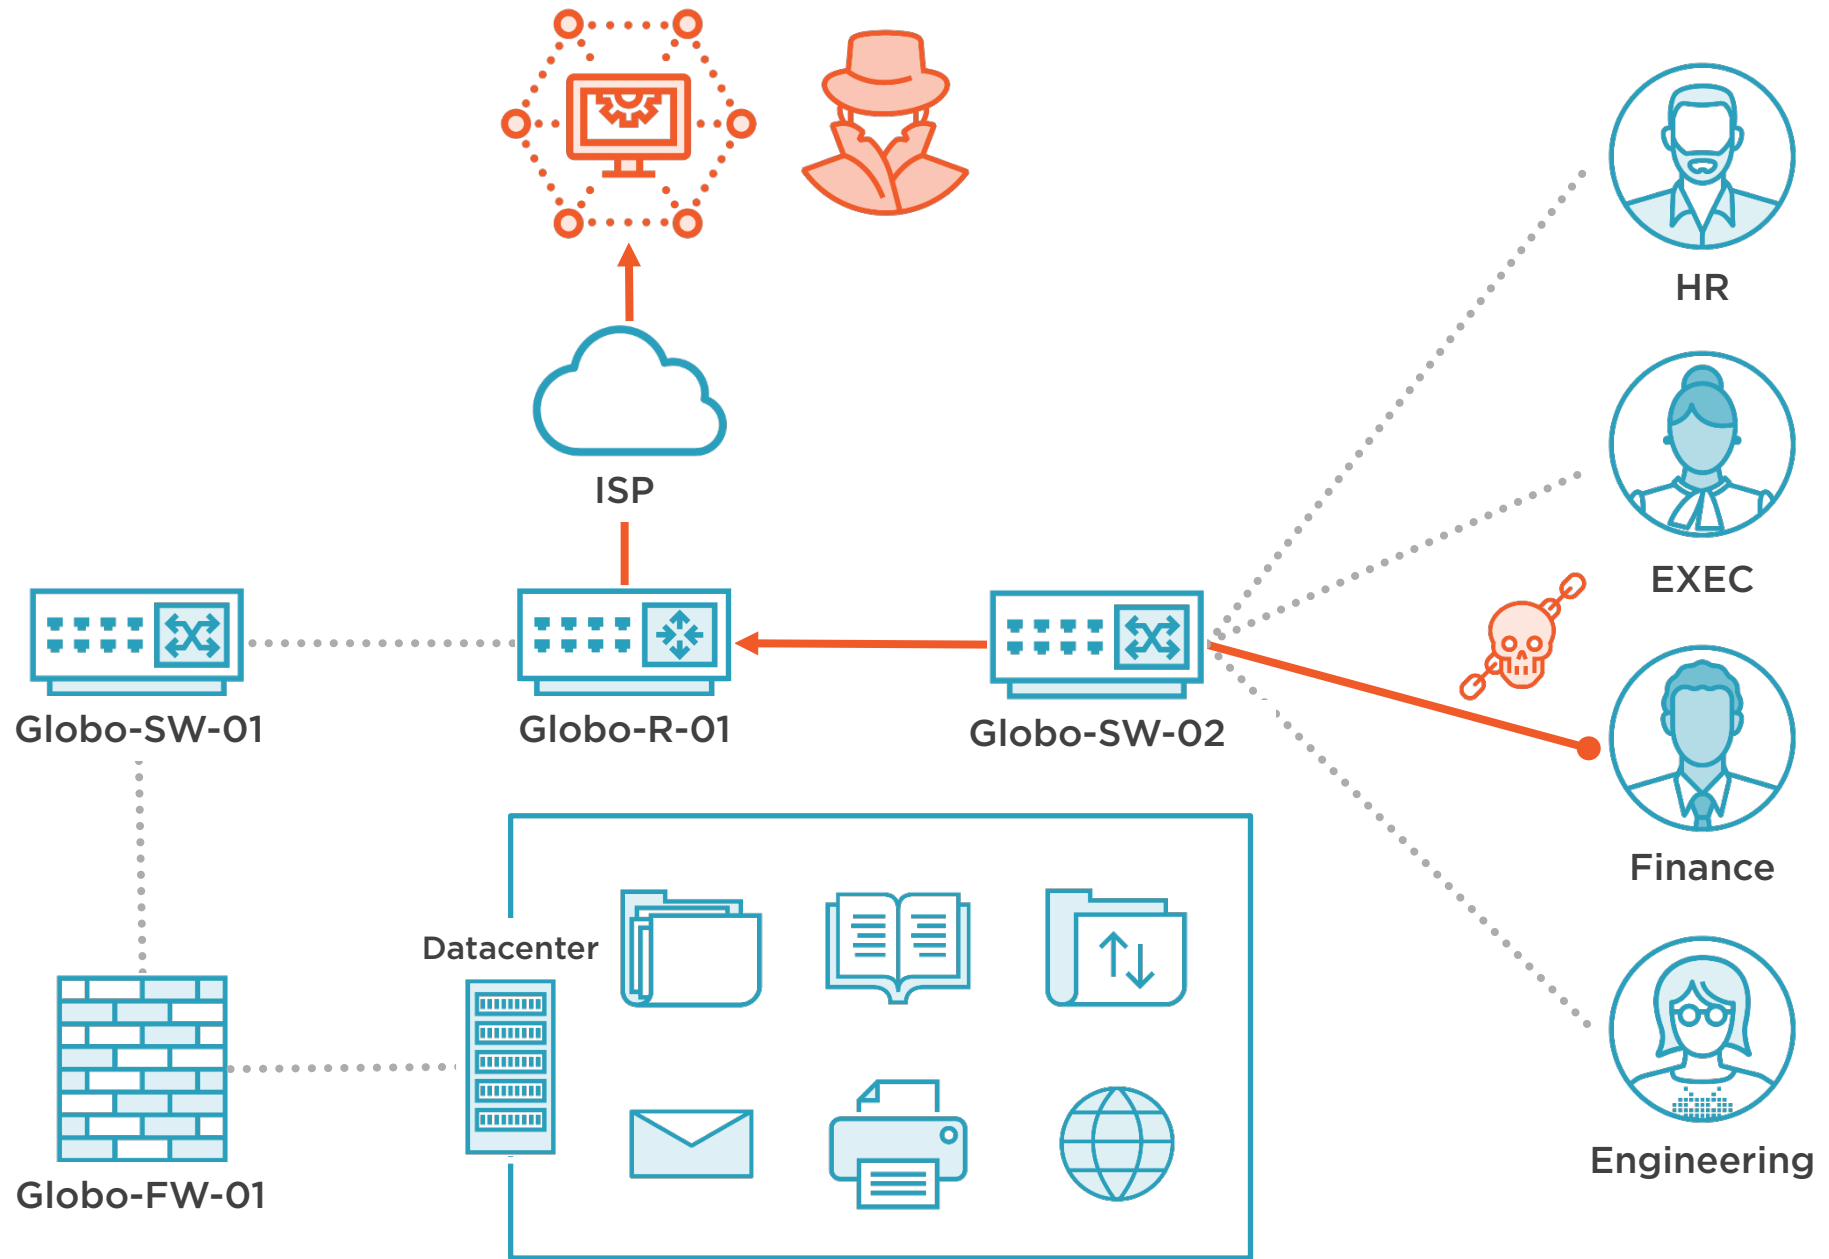 HR
ISP
EXEC
Globo-SW-01
Globo-R-01
Globo-SW-02
Finance
Datacenter
Engineering
Globo-FW-01